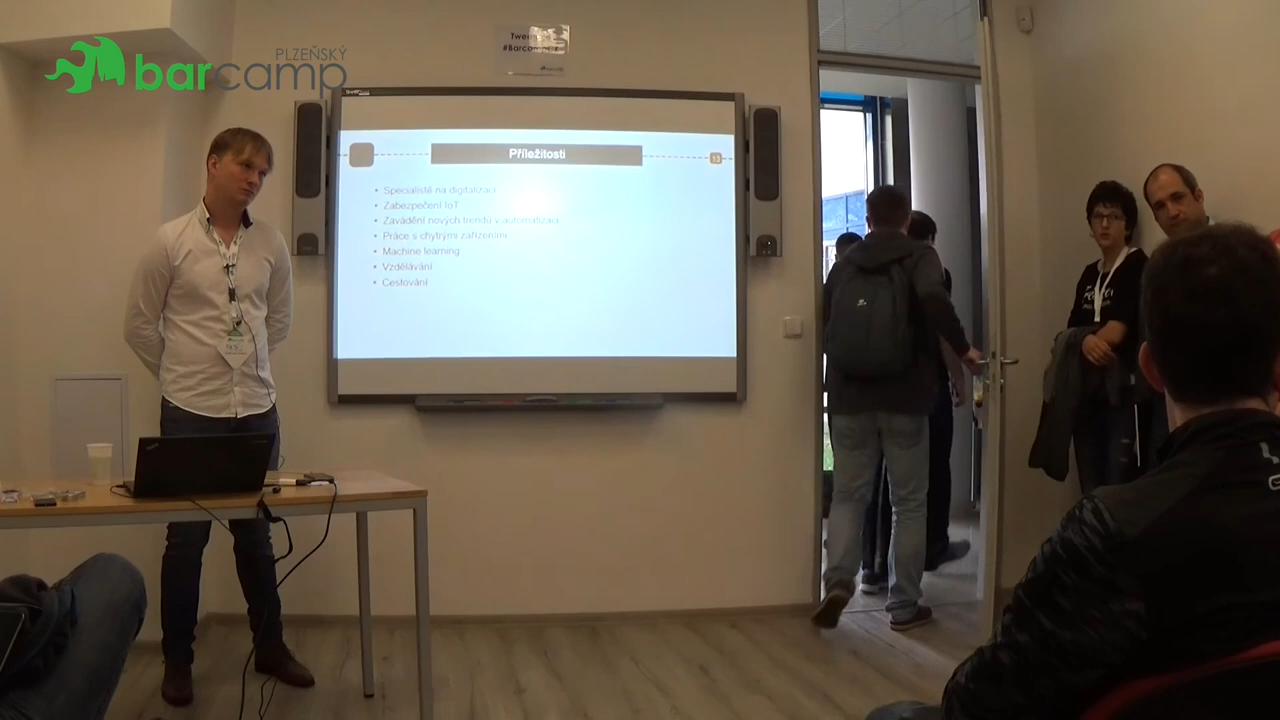 PLZEŇSKÝ
barcamp
Příležitosti
13
• Specialisté na digitalizaci
• Zabezpečení IoT
• Zavádění nových trendů v automatizaci
• Práce s chytrými zařízeními
• Machine learning
• Vzdělávání
• Cestování